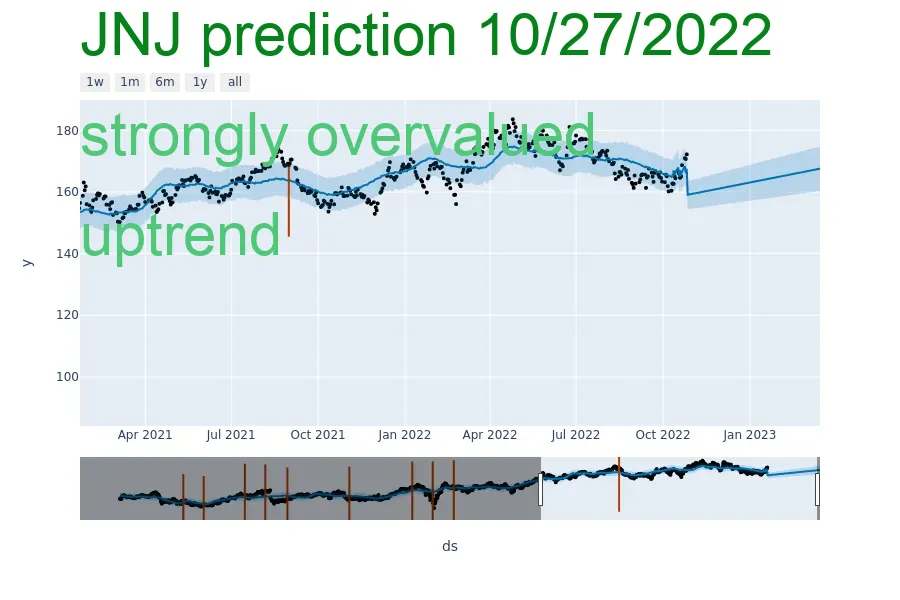 JNJ prediction 10/27/2022
1w 1m 6m 1y all
strongly overvalued
uptrend
180
160
140
120
100
y
Apr 2021 Jul 2021 Oct 2021 Jan 2022 Apr 2022 Jul 2022 Oct 2022 Jan 2023
ds